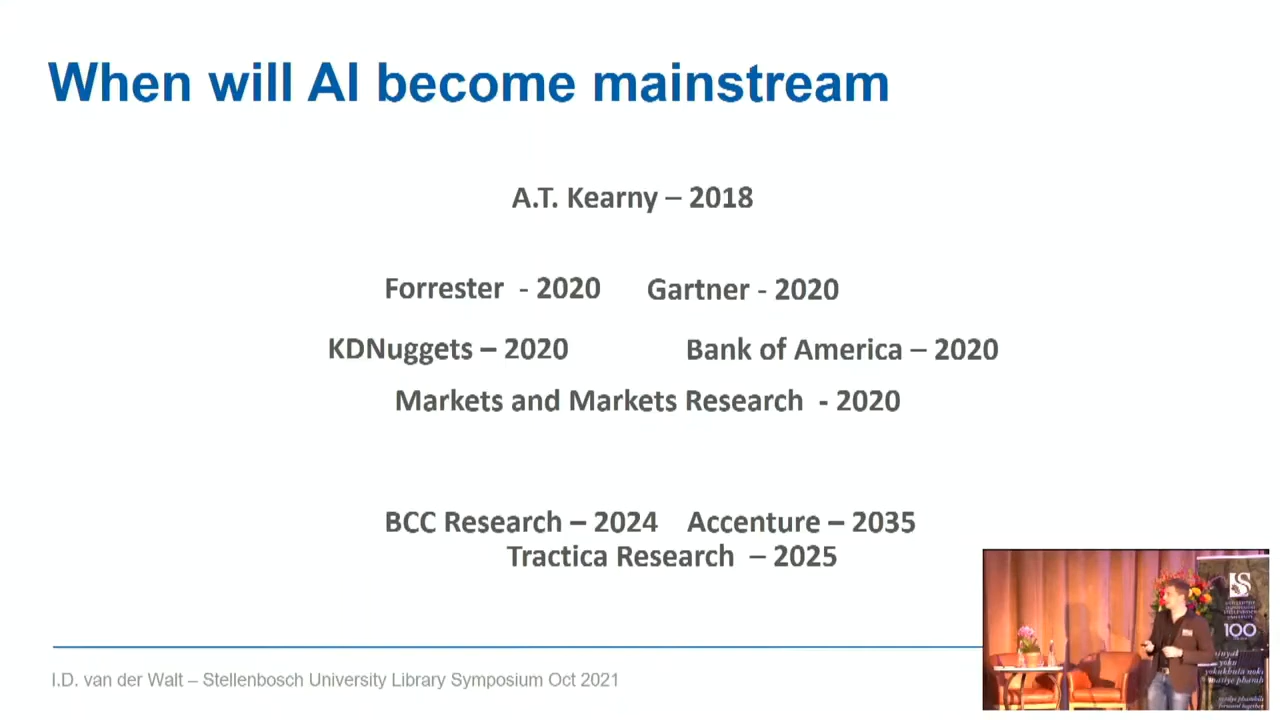 When will AI become mainstream
A.T. Kearny – 2018
Forrester - 2020 Gartner - 2020
KDNuggets – 2020 Bank of America – 2020
Markets and Markets Research - 2020
BCC Research – 2024 Accenture – 2035
Tractica Research – 2025
I.D. van der Walt – Stellenbosch University Library Symposium Oct 2021
100
forward together